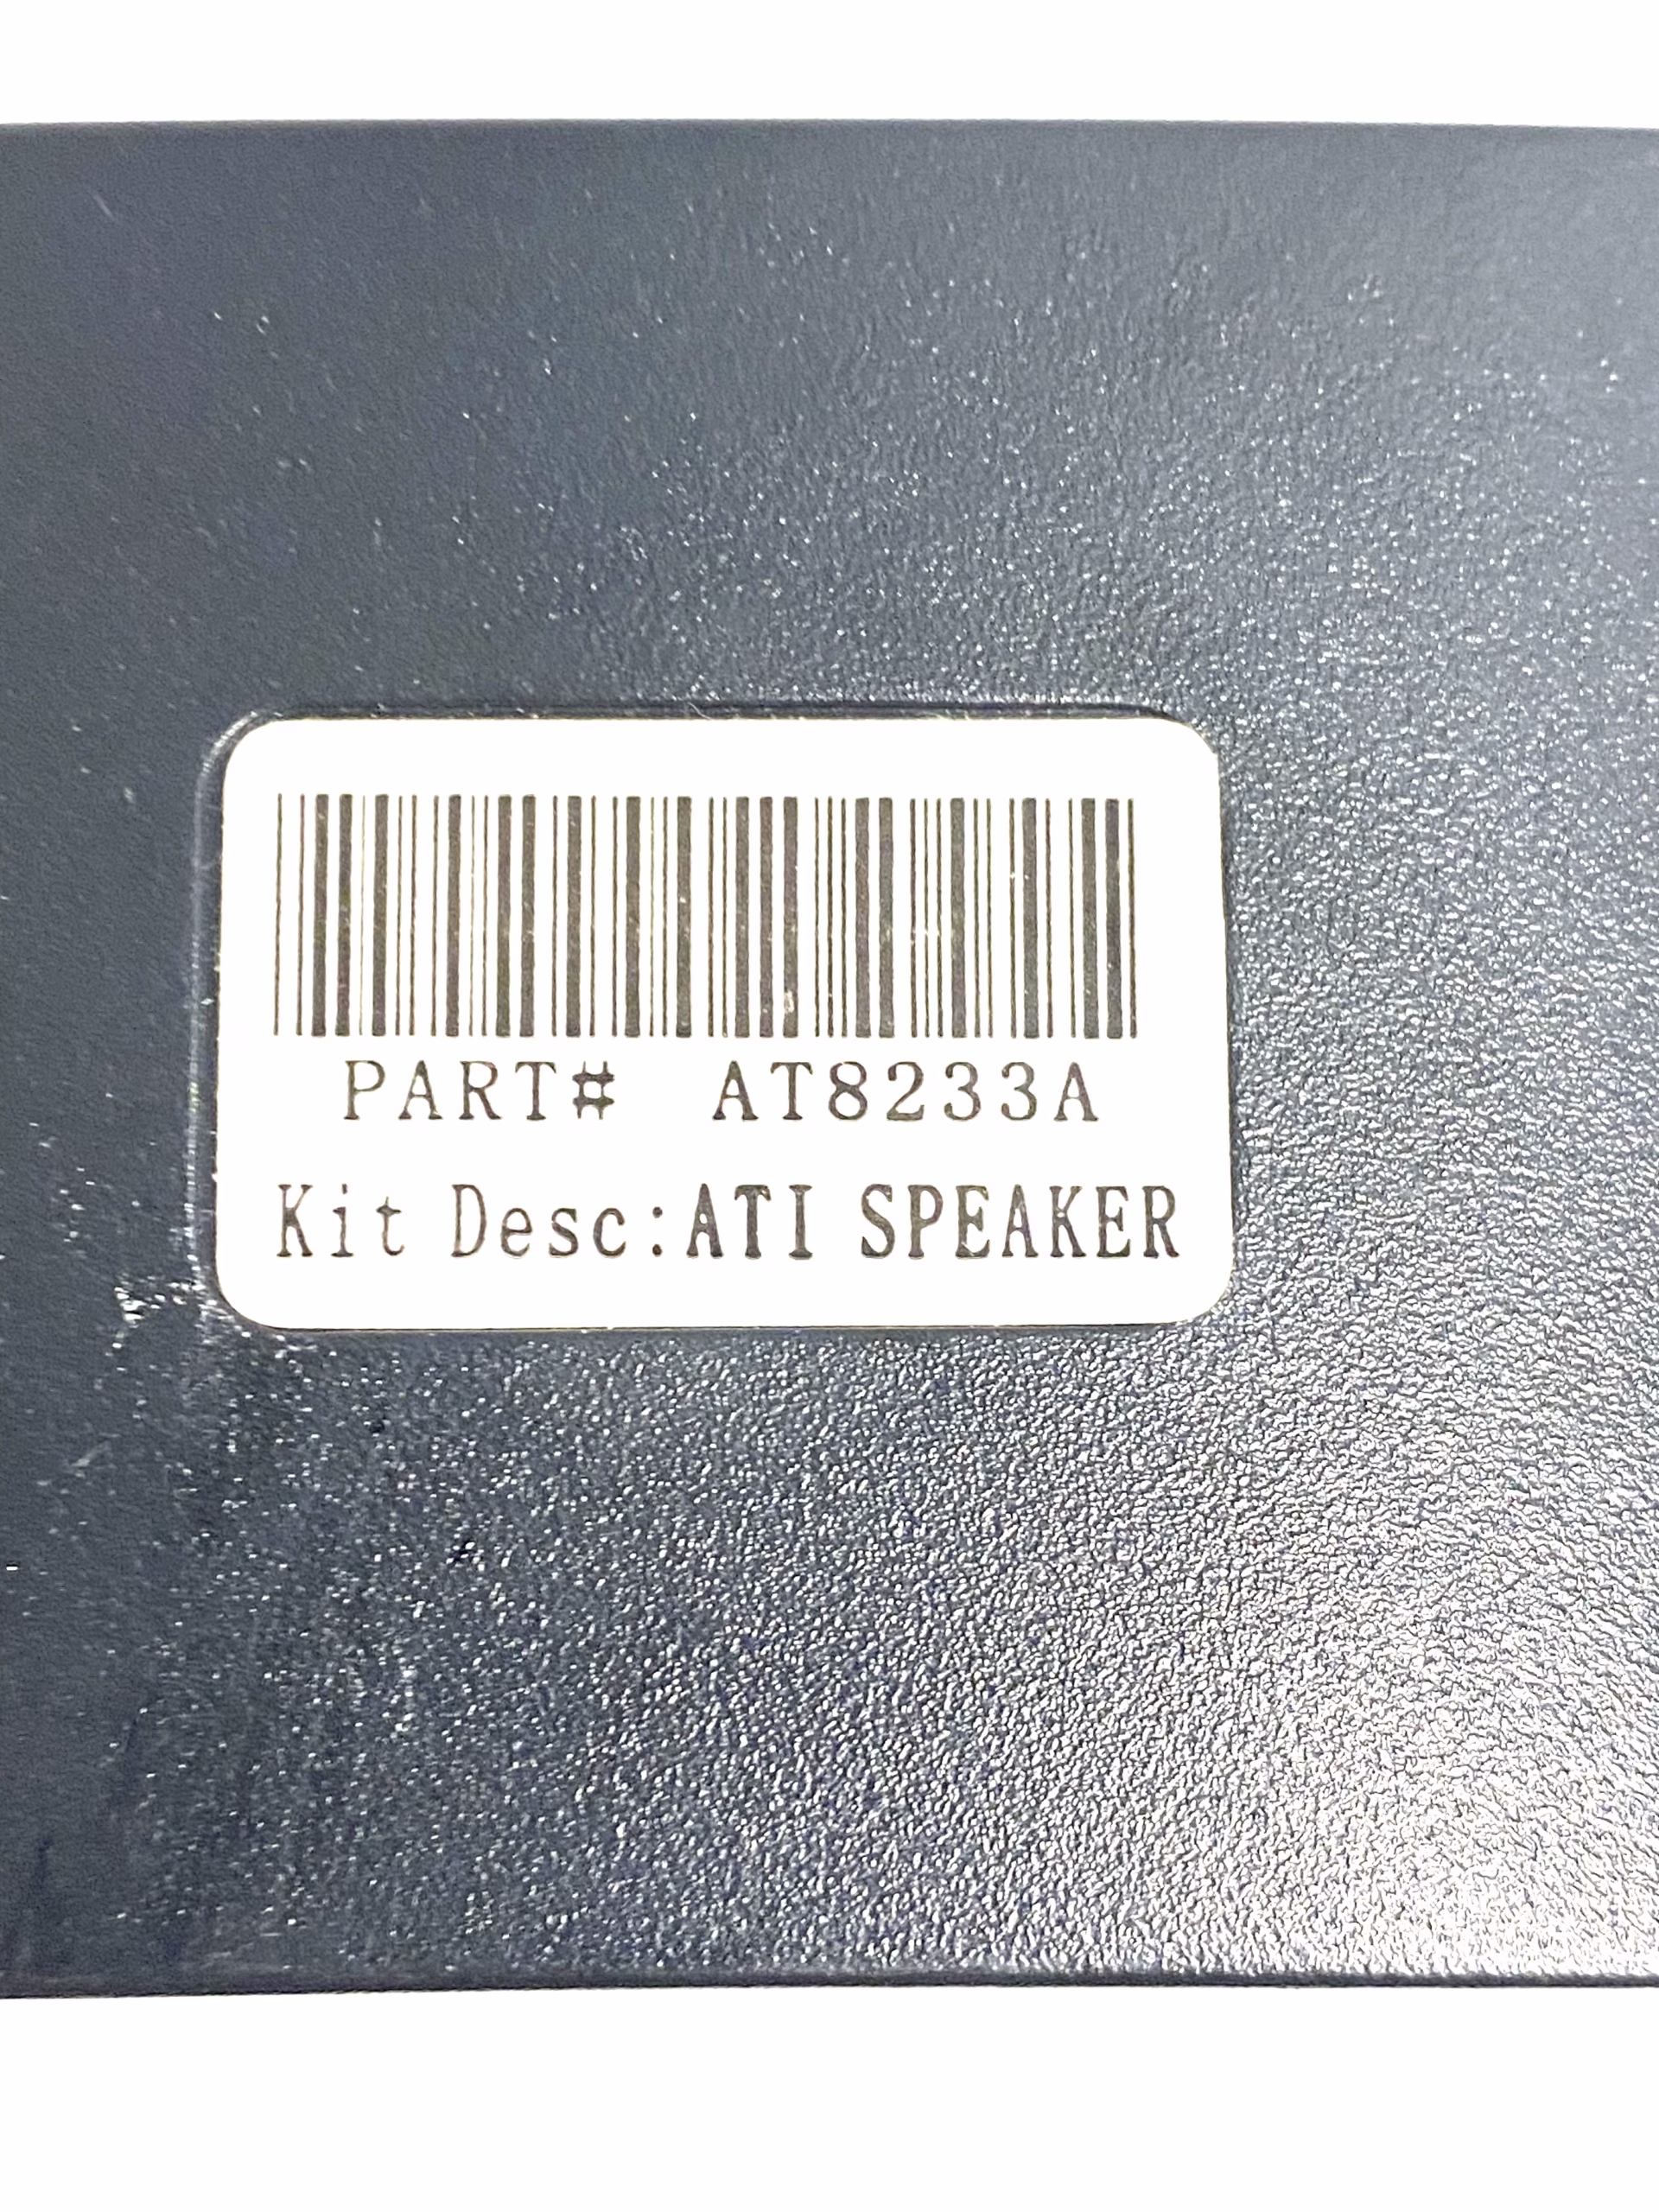 PART# AT8233A
Kit Desc:ATI SPEAKER